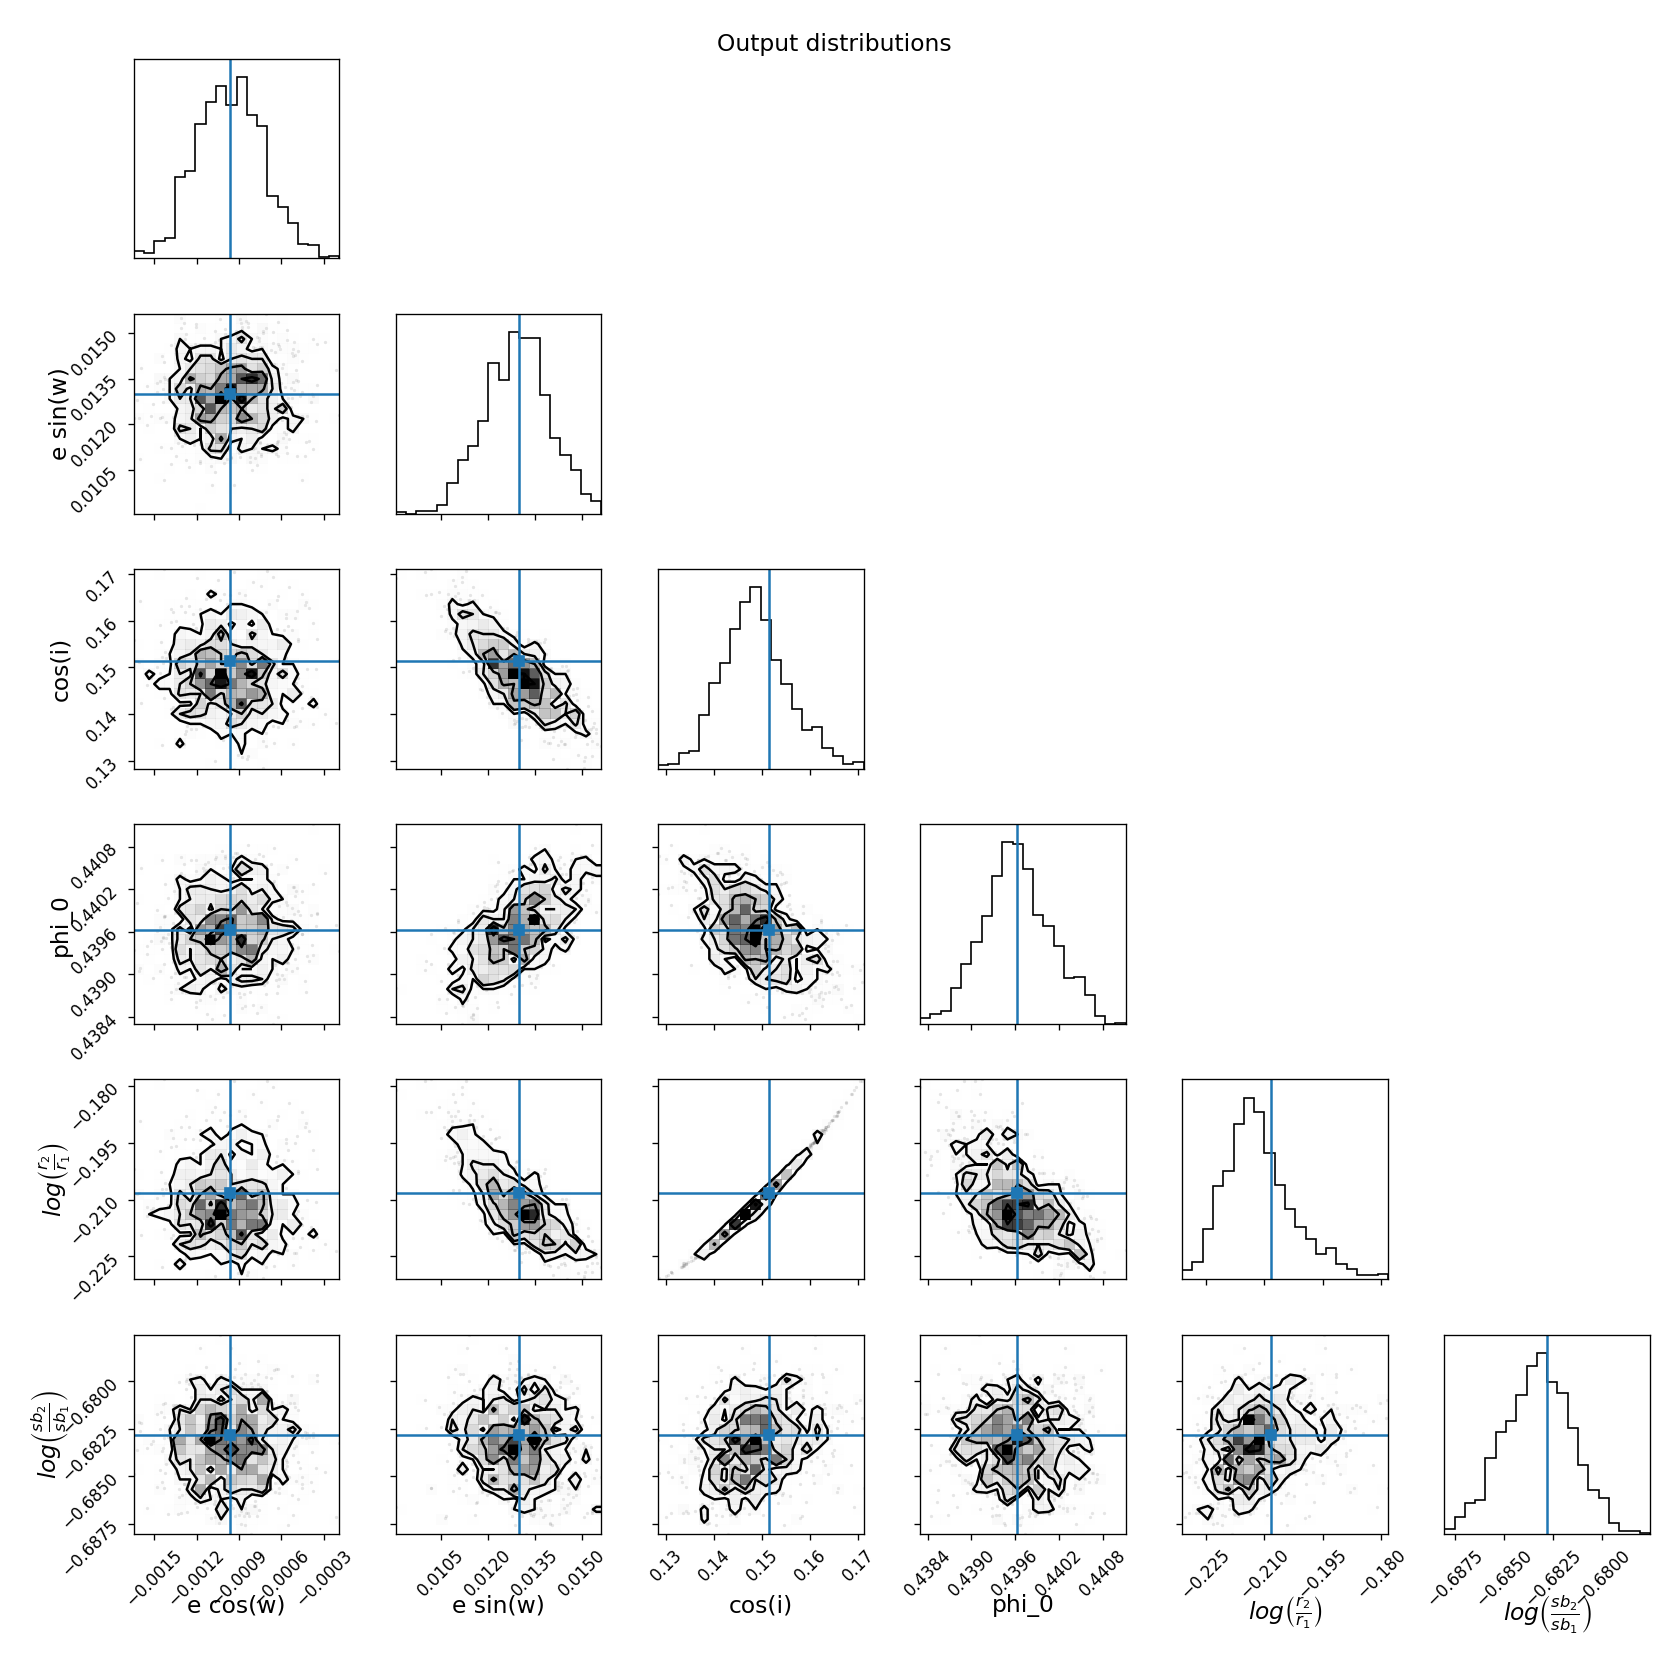 Output distributions
e sin(w)
0.0150
0.0135
0.0120
0.0105
cos(i)
0.17
0.16
0.15
0.14
0.13
phi_0
0.4408
0.4402
0.4396
0.4390
0.4384
log(r₂/r₁)
−0.180
−0.195
−0.210
−0.225
log(sb₂/sb₁)
−0.6800
−0.6825
−0.6850
−0.6875
−0.0015 −0.0012 −0.0009 −0.0006 −0.0003 0.0105 0.0120 0.0135 0.0150 0.13 0.14 0.15 0.16 0.17 0.4384 0.4390 0.4396 0.4402 0.4408 −0.225 −0.210 −0.195 −0.180 −0.6875 −0.6850 −0.6825 −0.6800
e cos(w) e sin(w) cos(i) phi_0 log(r₂/r₁) log(sb₂/sb₁)